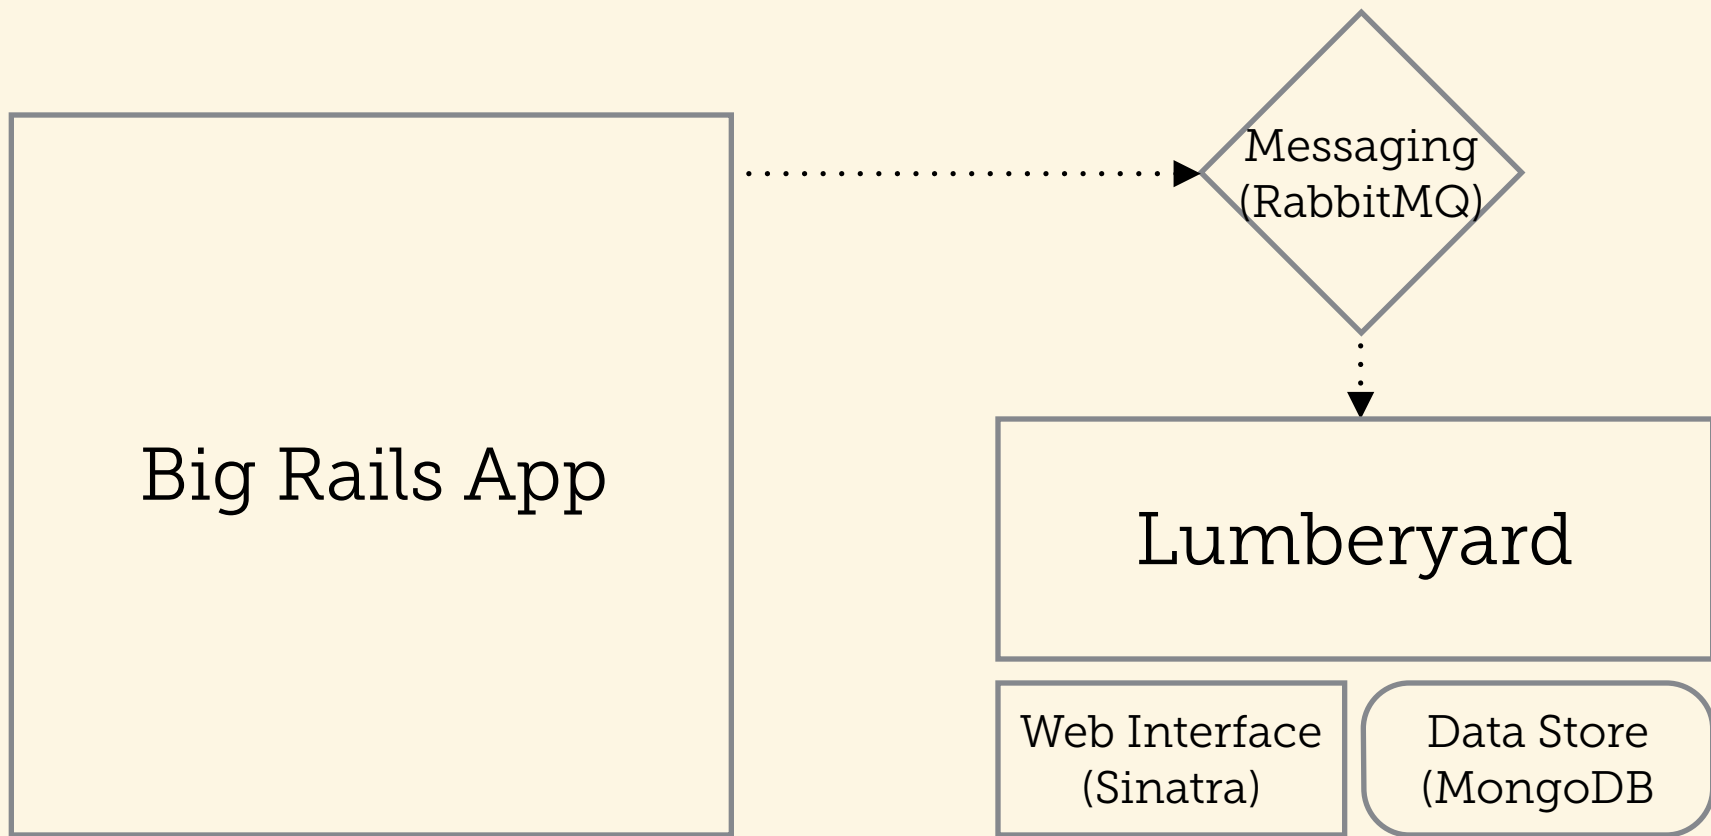 Messaging
(RabbitMQ)
Big Rails App
Lumberyard
Web Interface
(Sinatra)
Data Store
(MongoDB